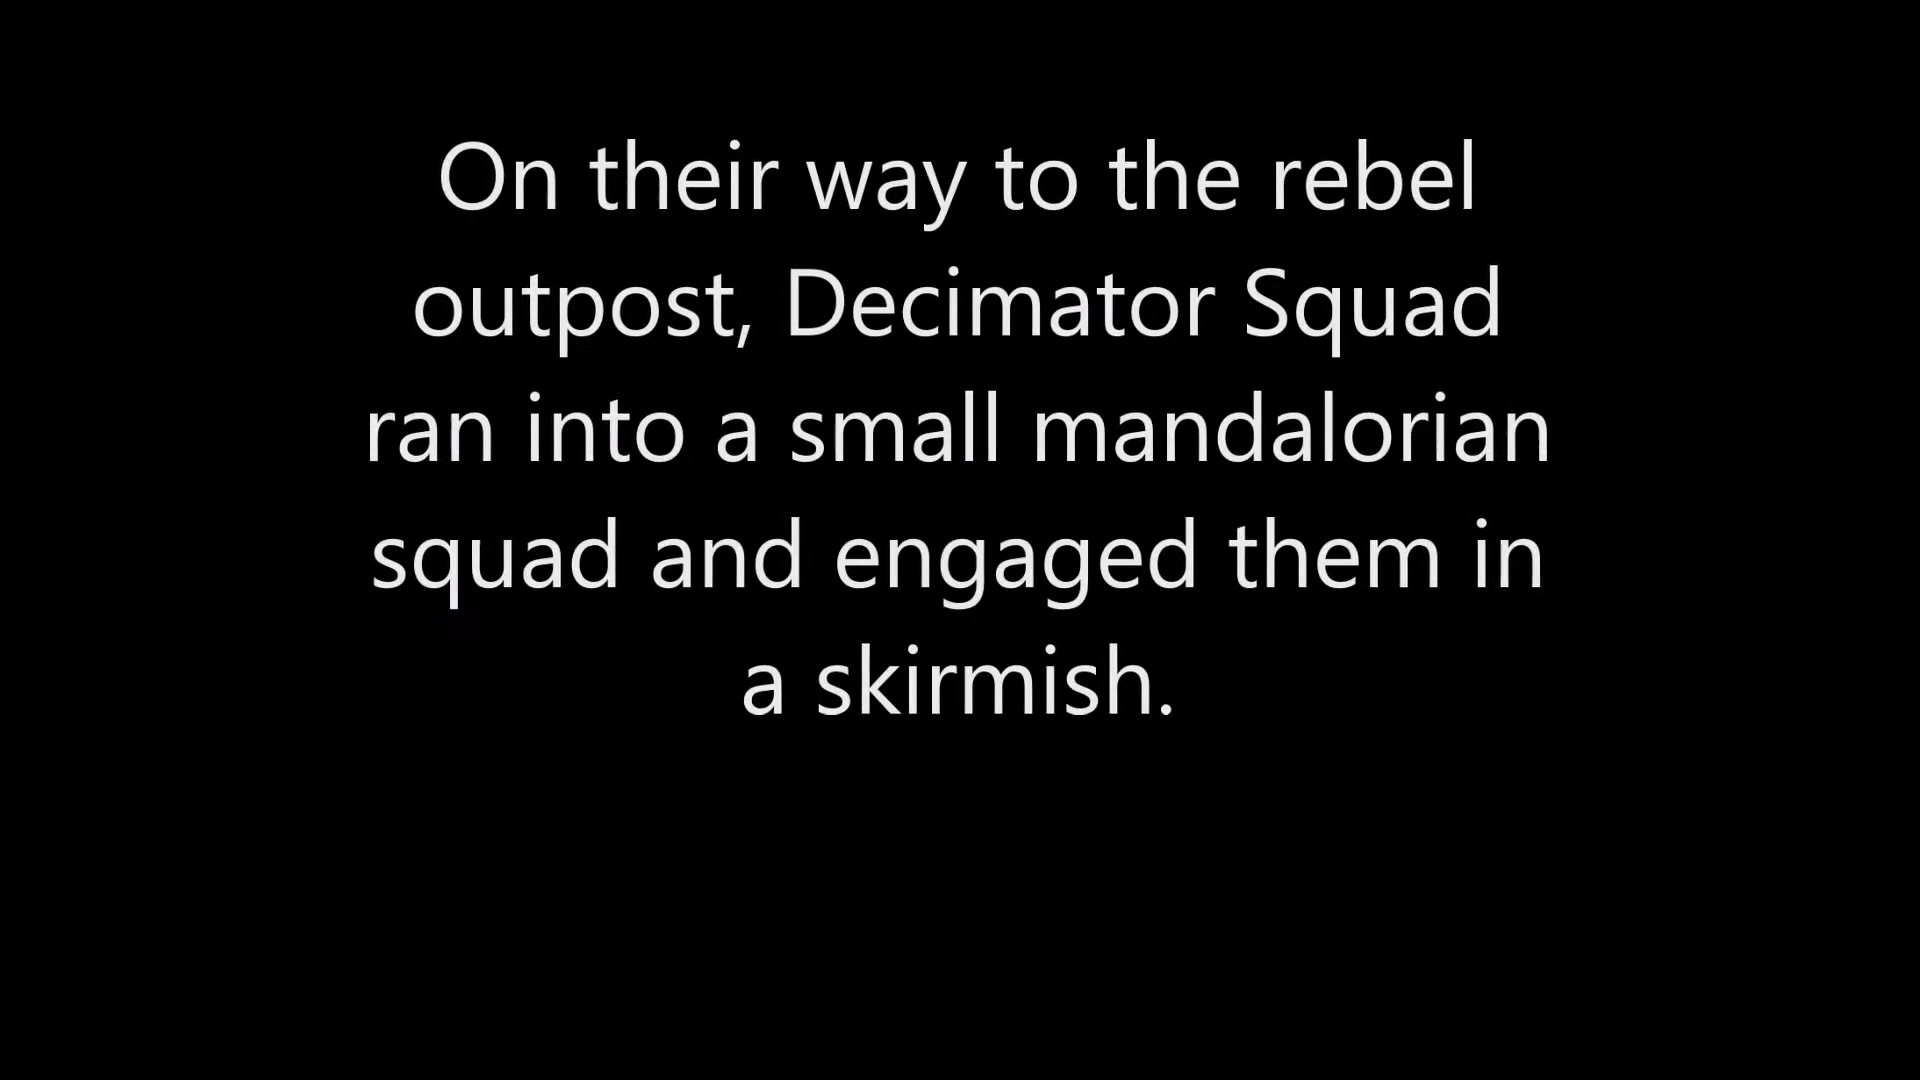 On their way to the rebel
outpost, Decimator Squad
ran into a small mandalorian
squad and engaged them in
a skirmish.